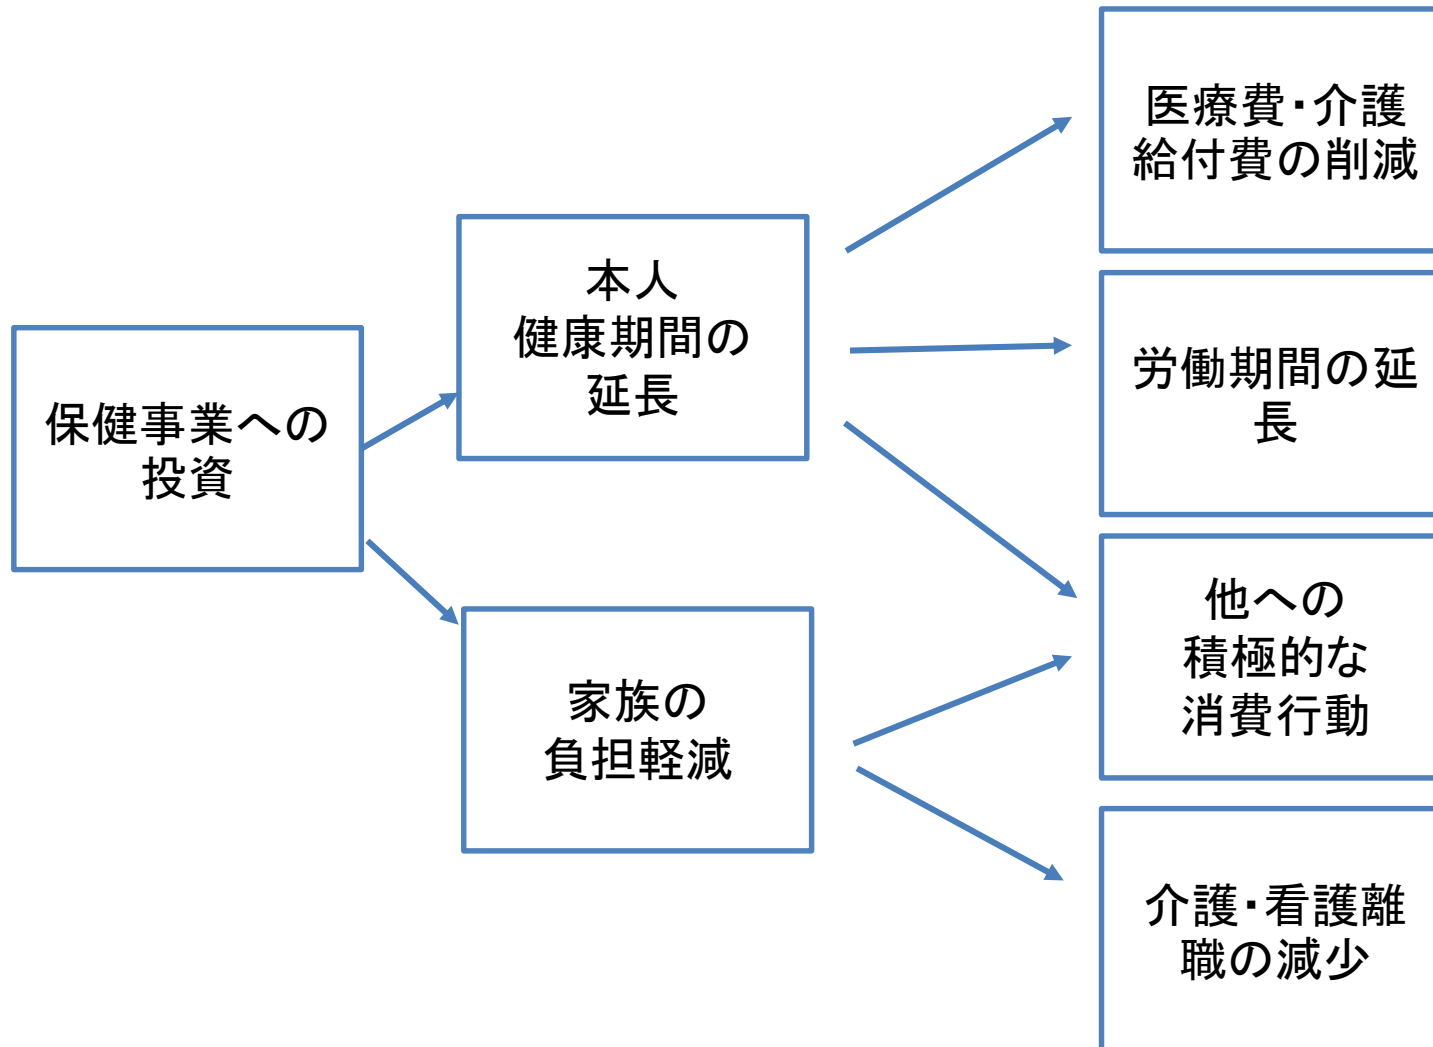 保健事業への
投資
本人
健康期間の
延長
家族の
負担軽減
医療費・介護
給付費の削減
労働期間の延
長
他への
積極的な
消費行動
介護・看護離
職の減少